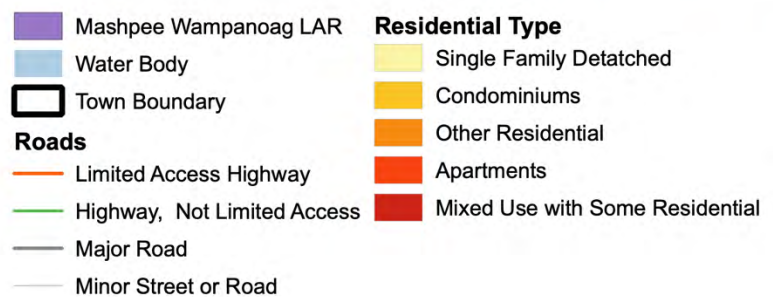 Mashpee Wampanoag LAR
Water Body
Town Boundary
Roads
Limited Access Highway
Highway, Not Limited Access
Major Road
Minor Street or Road
Residential Type
Single Family Detatched
Condominiums
Other Residential
Apartments
Mixed Use with Some Residential